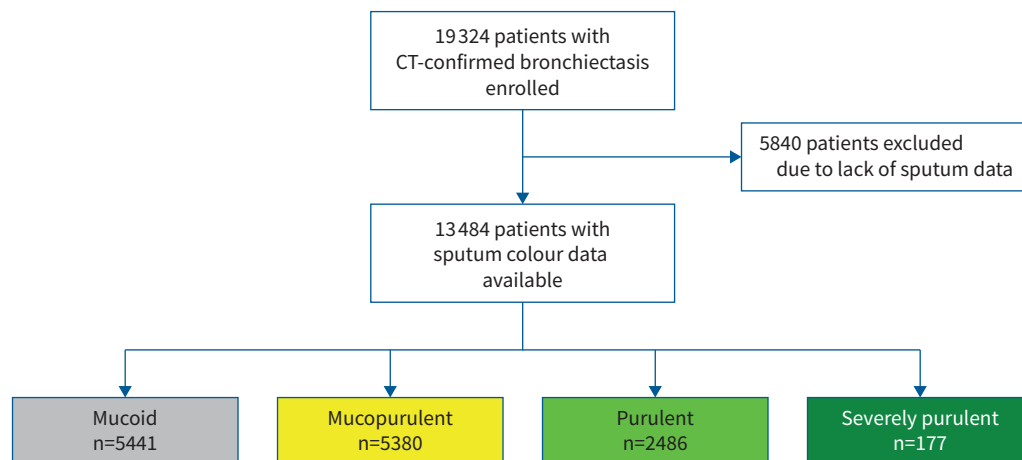 19 324 patients with
CT-confirmed bronchiectasis
enrolled
5840 patients excluded
due to lack of sputum data
13 484 patients with
sputum colour data
available
Mucoid
n=5441
Mucopurulent
n=5380
Purulent
n=2486
Severely purulent
n=177